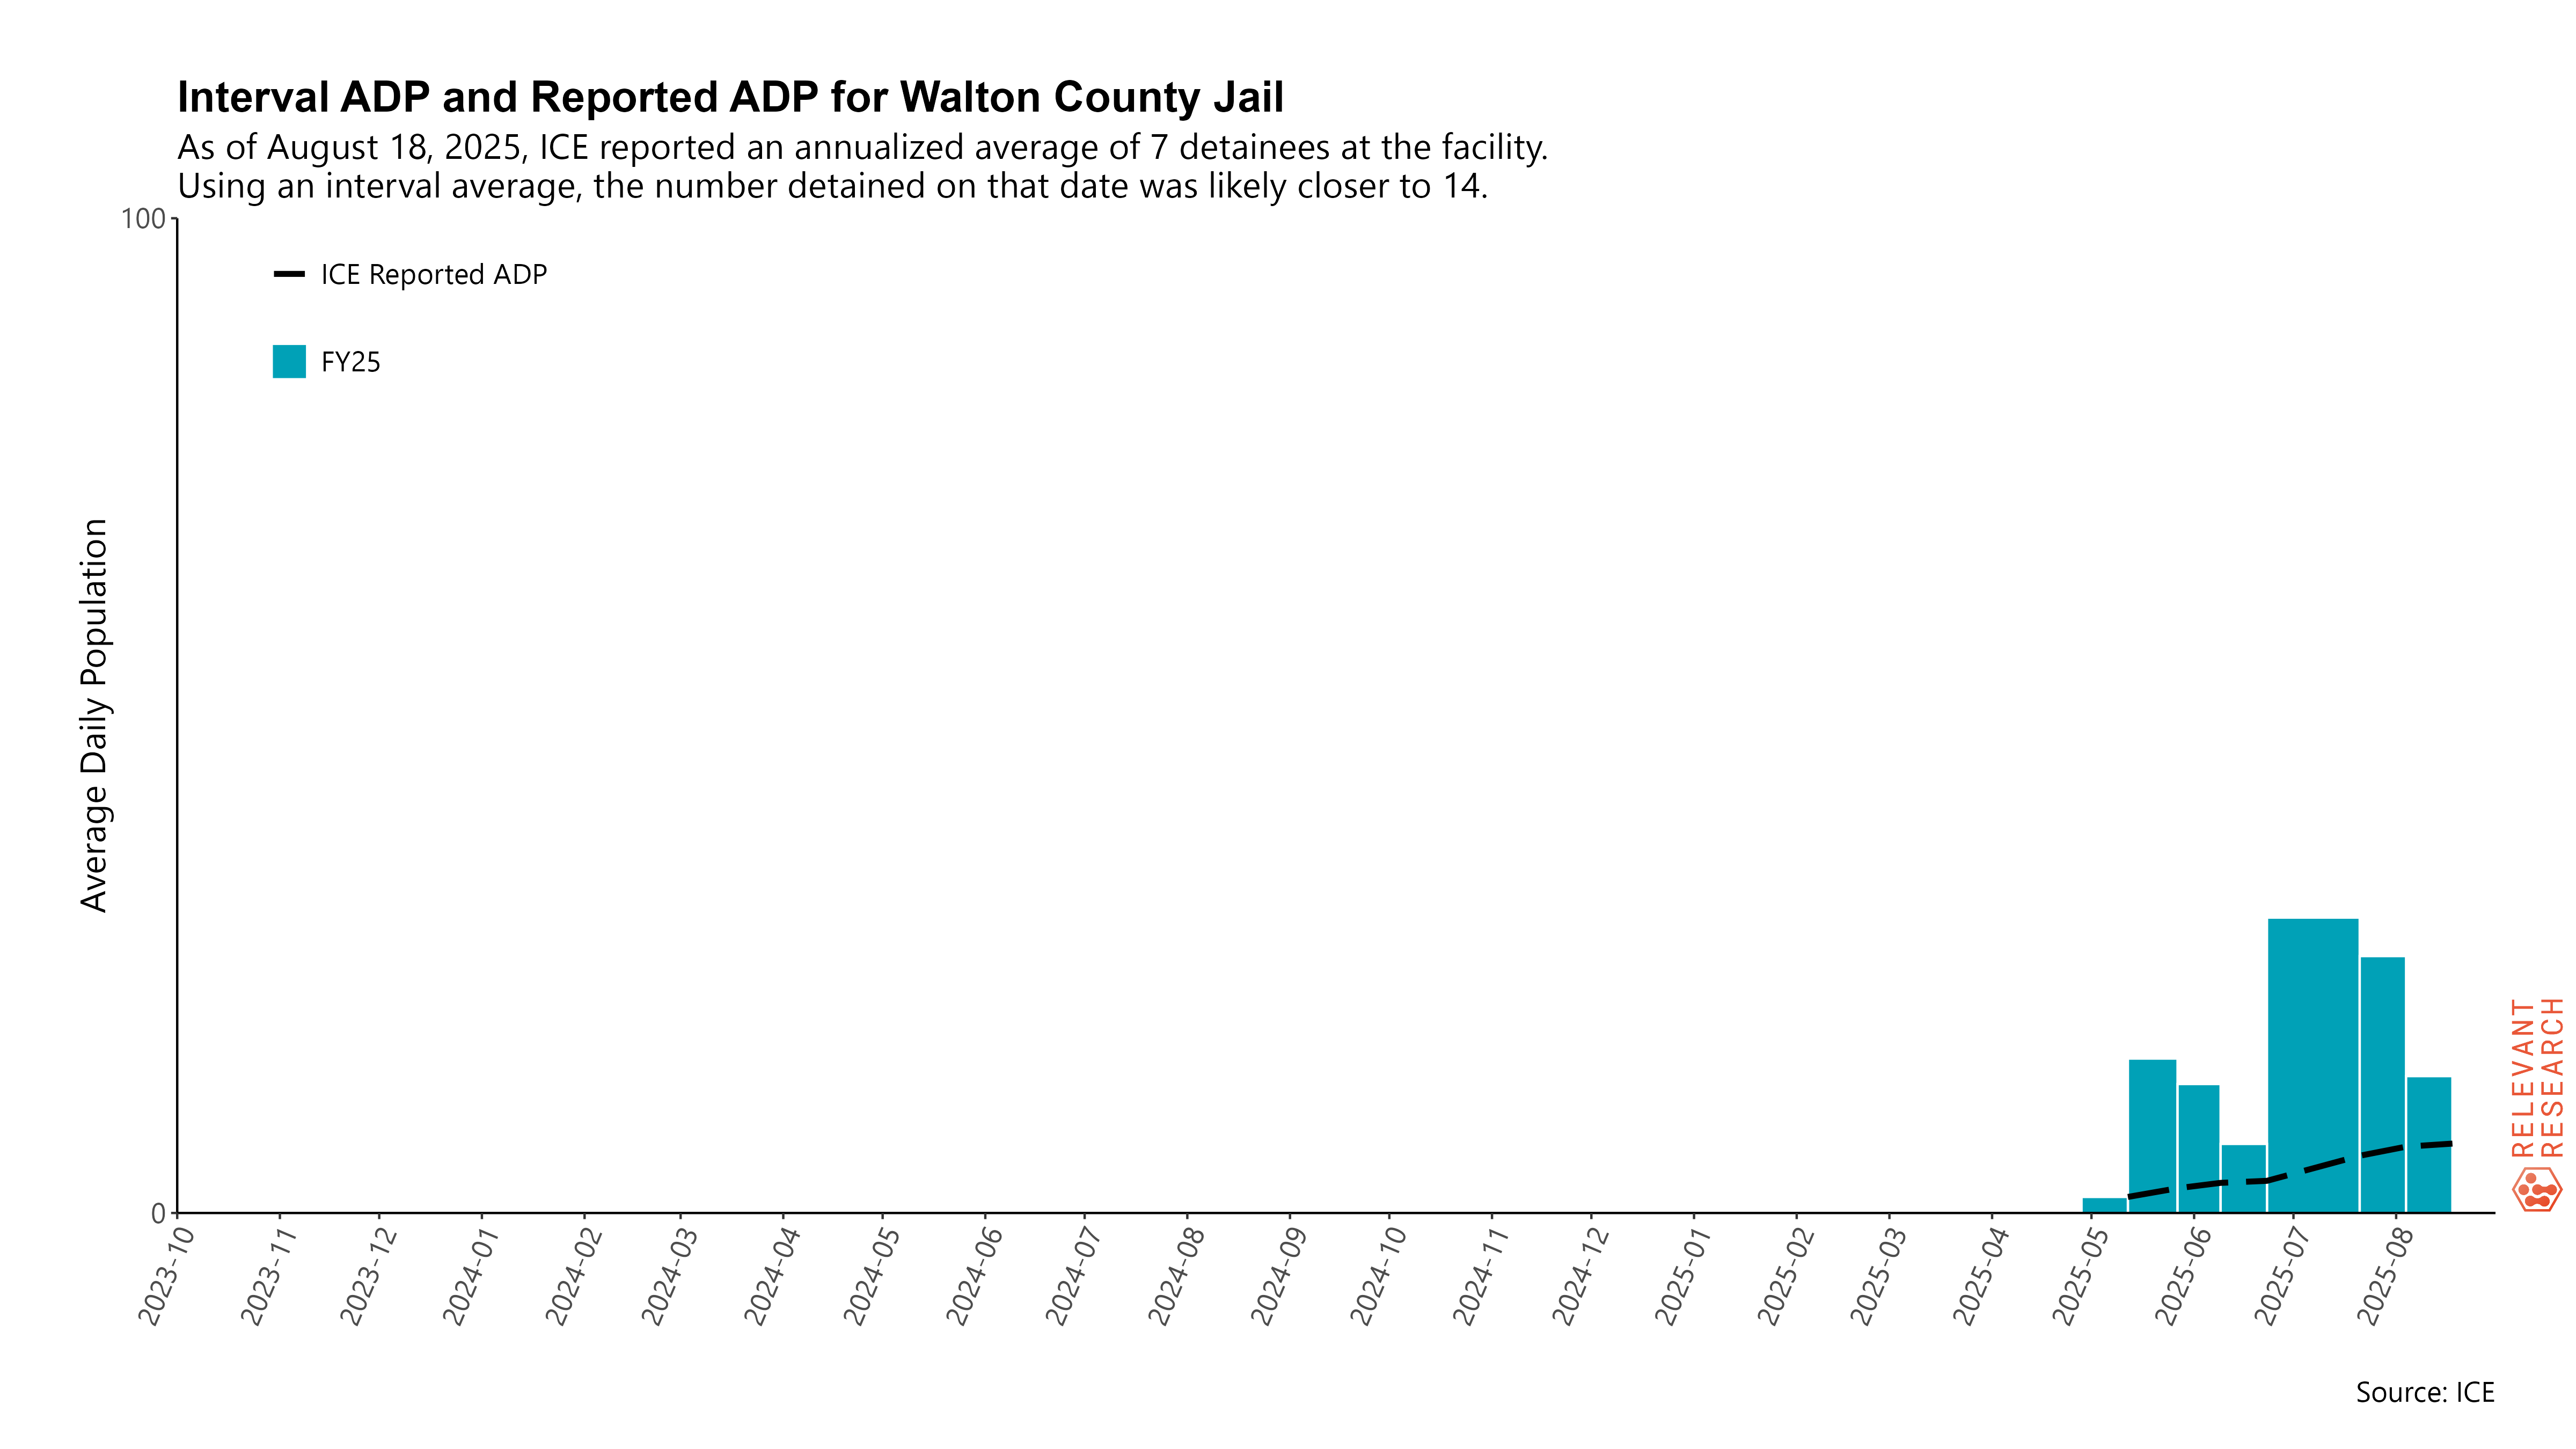 Interval ADP and Reported ADP for Walton County Jail
As of August 18, 2025, ICE reported an annualized average of 7 detainees at the facility.
Using an interval average, the number detained on that date was likely closer to 14.
100
ICE Reported ADP
FY25
Average Daily Population
0
2023-10
2023-11
2023-12
2024-01
2024-02
2024-03
2024-04
2024-05
2024-06
2024-07
2024-08
2024-09
2024-10
2024-11
2024-12
2025-01
2025-02
2025-03
2025-04
2025-05
2025-06
2025-07
2025-08
RELEVANT
RESEARCH
Source: ICE